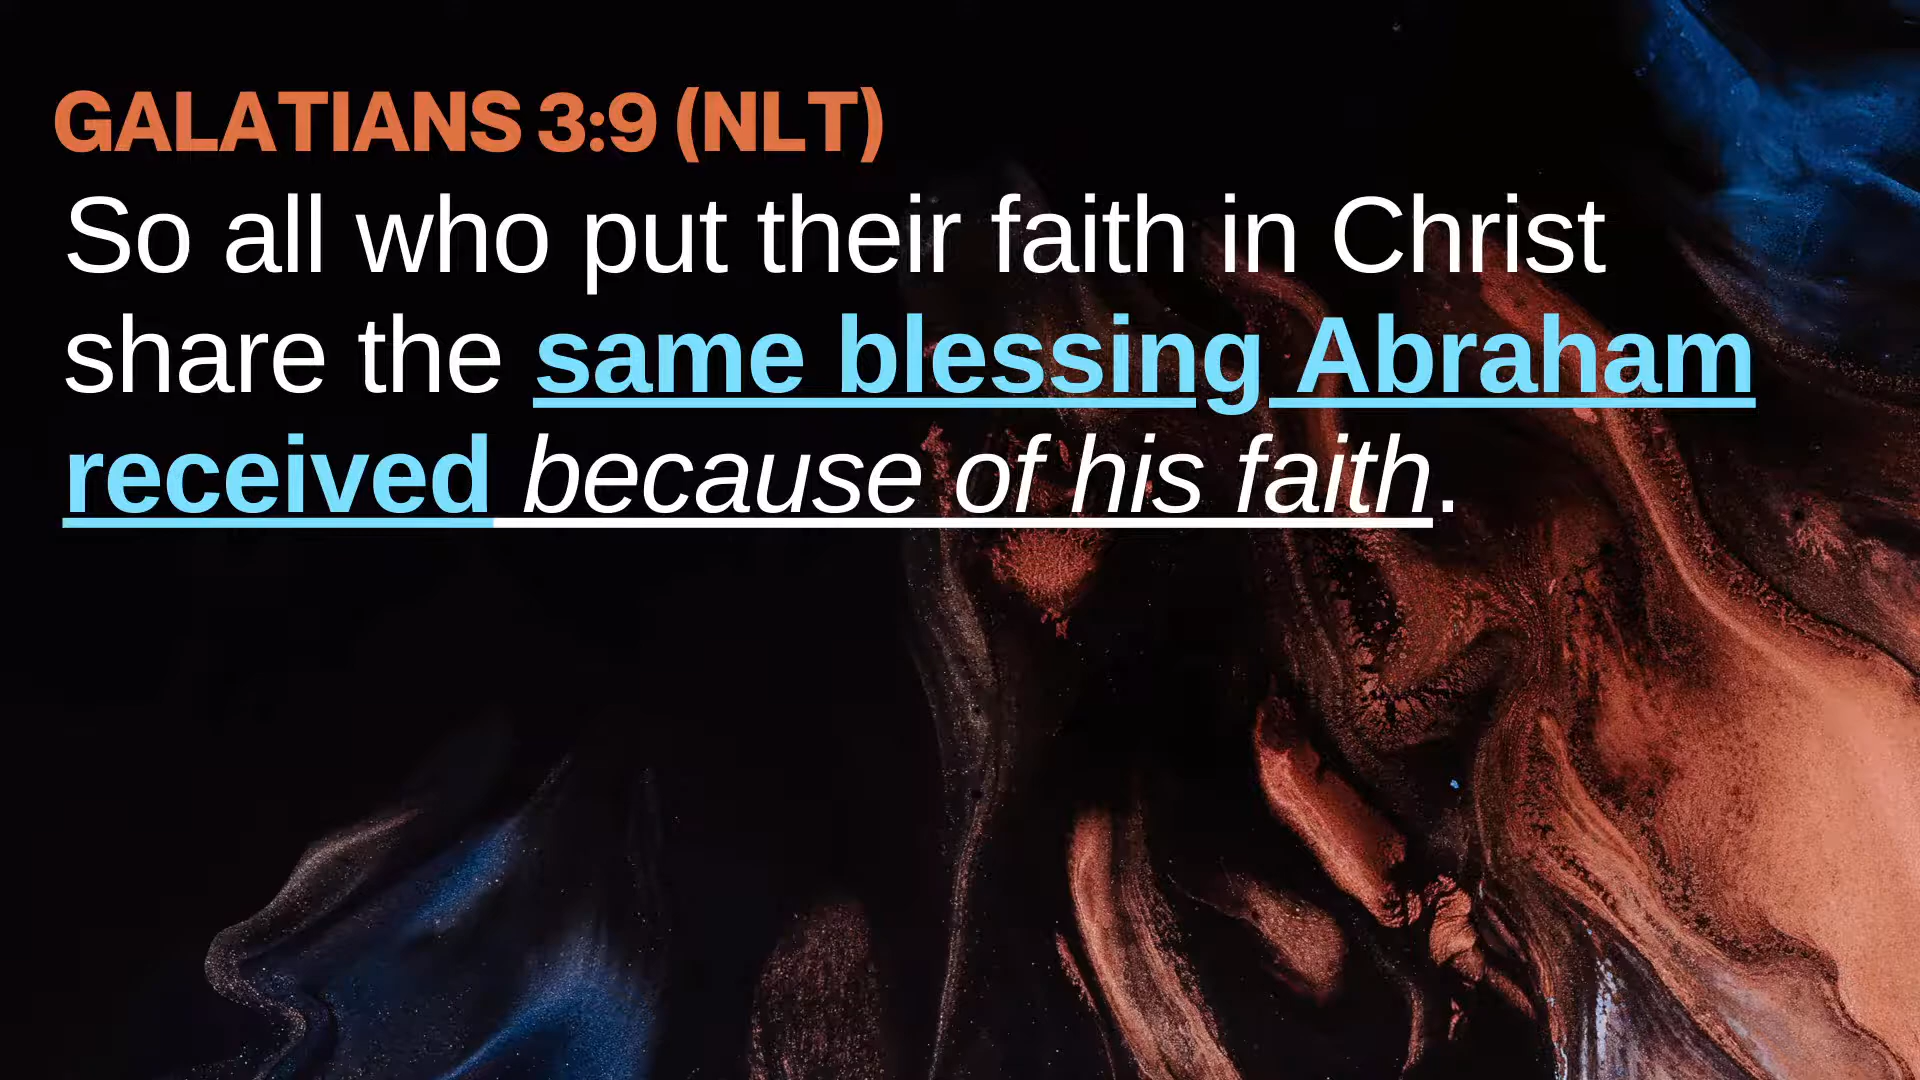 GALATIANS 3:9 (NLT)
So all who put their faith in Christ
share the same blessing Abraham
received because of his faith.